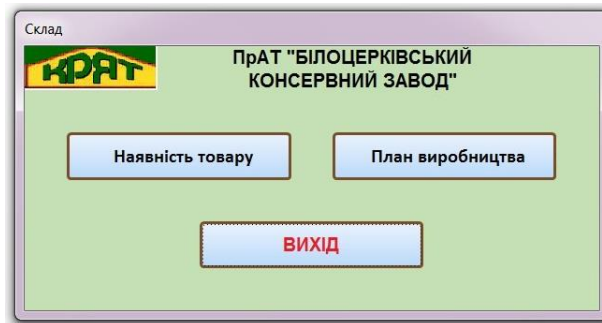 Склад
КРЯТ
ПрАТ "БІЛОЦЕРКІВСЬКИЙ
КОНСЕРВНИЙ ЗАВОД"
Наявність товару
План виробництва
ВИХІД